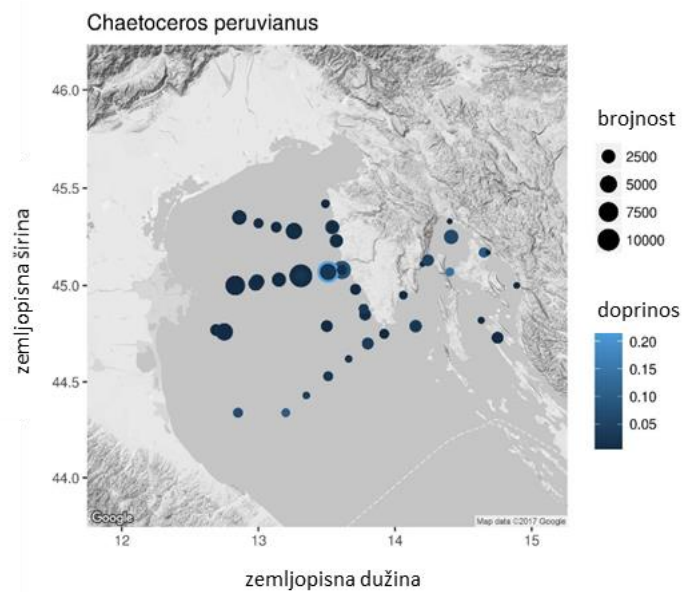 Chaetoceros peruvianus
46.0
45.5
45.0
44.5
44.0
zemljopisna širina
12
13
14
15
zemljopisna dužina
Google
Map data ©2017 Google
brojnost
2500
5000
7500
10000
doprinos
0.20
0.15
0.10
0.05